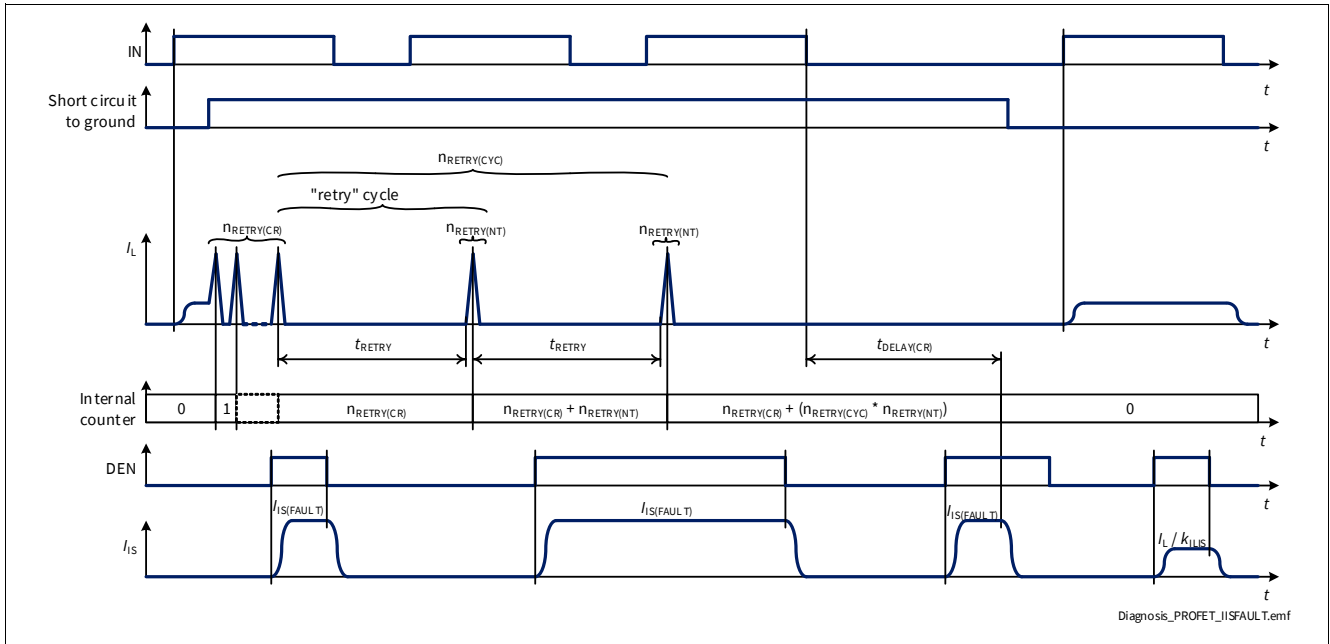 IN
t
Short circuit
to ground
t
nRETRY(CYC)
"retry" cycle
nRETRY(CR)
nRETRY(NT)
nRETRY(NT)
IL
t
tRETRY
tRETRY
tDELAY(CR)
Internal
counter
0
1
nRETRY(CR)
nRETRY(CR) + nRETRY(NT)
nRETRY(CR) + (nRETRY(CYC) * nRETRY(NT))
0
t
DEN
t
IIS(FAULT)
IIS(FAULT)
IIS(FAULT)
IL / kILIS
IIS
t
Diagnosis_PROFET_IISFAULT.emf